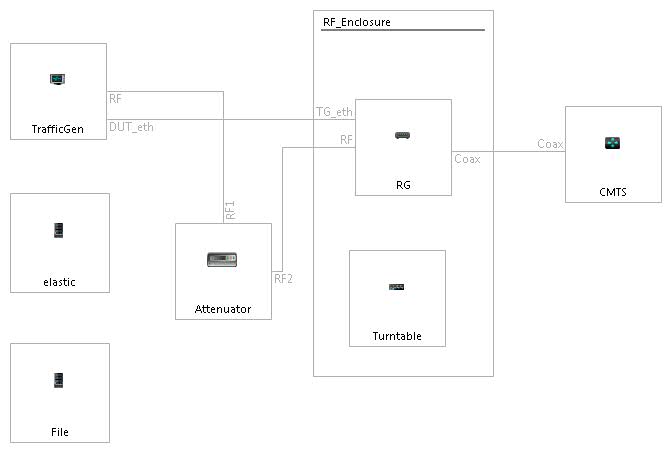 RF_Enclosure
RF
TrafficGen
DUT_eth
TG_eth
RF
RG
Coax
Coax
CMTS
RF1
elastic
RF2
Attenuator
Turntable
File